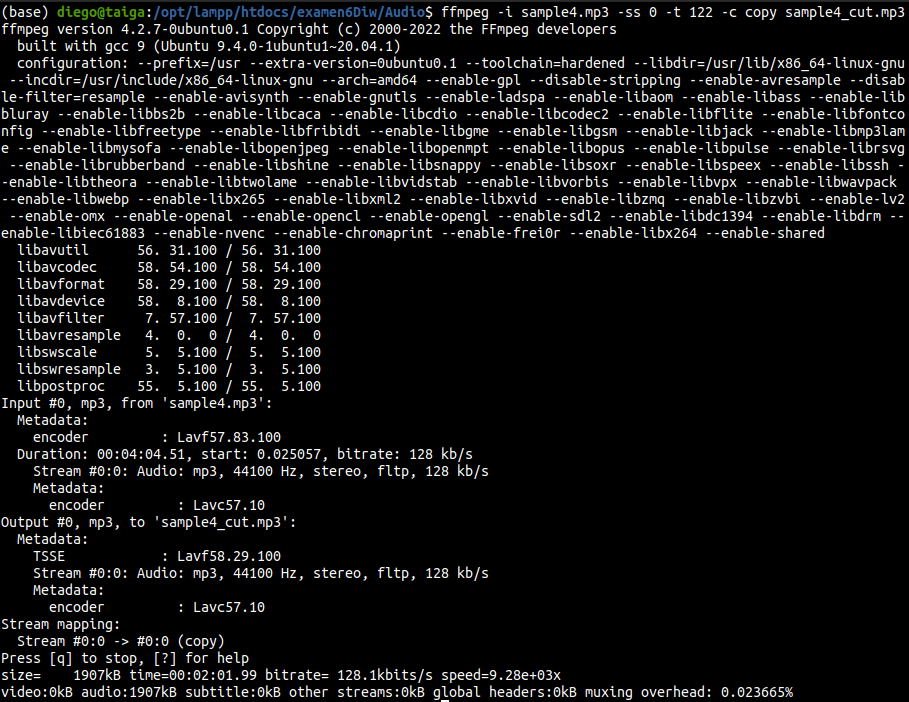 (base) diego@taiga:/opt/lampp/htdocs/examen6Diw/Audio$ ffmpeg -i sample4.mp3 -ss 0 -t 122 -c copy sample4_cut.mp3
ffmpeg version 4.2.7-0ubuntu0.1 Copyright (c) 2000-2022 the FFmpeg developers
  built with gcc 9 (Ubuntu 9.4.0-1ubuntu1~20.04.1)
  configuration: --prefix=/usr --extra-version=0ubuntu0.1 --toolchain=hardened --libdir=/usr/lib/x86_64-linux-gnu
 --incdir=/usr/include/x86_64-linux-gnu --arch=amd64 --enable-gpl --disable-stripping --enable-avresample --disab
le-filter=resample --enable-avisynth --enable-gnutls --enable-ladspa --enable-libaom --enable-libass --enable-lib
bluray --enable-libbs2b --enable-libcaca --enable-libcdio --enable-libcodec2 --enable-libflite --enable-libfontco
nfig --enable-libfreetype --enable-libfribidi --enable-libgme --enable-libgsm --enable-libjack --enable-libmp3lam
e --enable-libmysofa --enable-libopenjpeg --enable-libopenmpt --enable-libopus --enable-libpulse --enable-librsvg
 --enable-librubberband --enable-libshine --enable-libsnappy --enable-libsoxr --enable-libspeex --enable-libssh -
-enable-libtheora --enable-libtwolame --enable-libvidstab --enable-libvorbis --enable-libvpx --enable-libwavpack
--enable-libwebp --enable-libx265 --enable-libxml2 --enable-libxvid --enable-libzmq --enable-libzvbi --enable-lv2
 --enable-omx --enable-openal --enable-opencl --enable-opengl --enable-sdl2 --enable-libdc1394 --enable-libdrm --
enable-libiec61883 --enable-nvenc --enable-chromaprint --enable-frei0r --enable-libx264 --enable-shared
  libavutil      56. 31.100 / 56. 31.100
  libavcodec     58. 54.100 / 58. 54.100
  libavformat    58. 29.100 / 58. 29.100
  libavdevice    58.  8.100 / 58.  8.100
  libavfilter     7. 57.100 /  7. 57.100
  libavresample   4.  0.  0 /  4.  0.  0
  libswscale      5.  5.100 /  5.  5.100
  libswresample   3.  5.100 /  3.  5.100
  libpostproc    55.  5.100 / 55.  5.100
Input #0, mp3, from 'sample4.mp3':
  Metadata:
    encoder         : Lavf57.83.100
  Duration: 00:04:04.51, start: 0.025057, bitrate: 128 kb/s
    Stream #0:0: Audio: mp3, 44100 Hz, stereo, fltp, 128 kb/s
    Metadata:
      encoder         : Lavc57.10
Output #0, mp3, to 'sample4_cut.mp3':
  Metadata:
    TSSE            : Lavf58.29.100
    Stream #0:0: Audio: mp3, 44100 Hz, stereo, fltp, 128 kb/s
    Metadata:
      encoder         : Lavc57.10
Stream mapping:
  Stream #0:0 -> #0:0 (copy)
Press [q] to stop, [?] for help
size=    1907kB time=00:02:01.99 bitrate= 128.1kbits/s speed=9.28e+03x
video:0kB audio:1907kB subtitle:0kB other streams:0kB global headers:0kB muxing overhead: 0.023665%